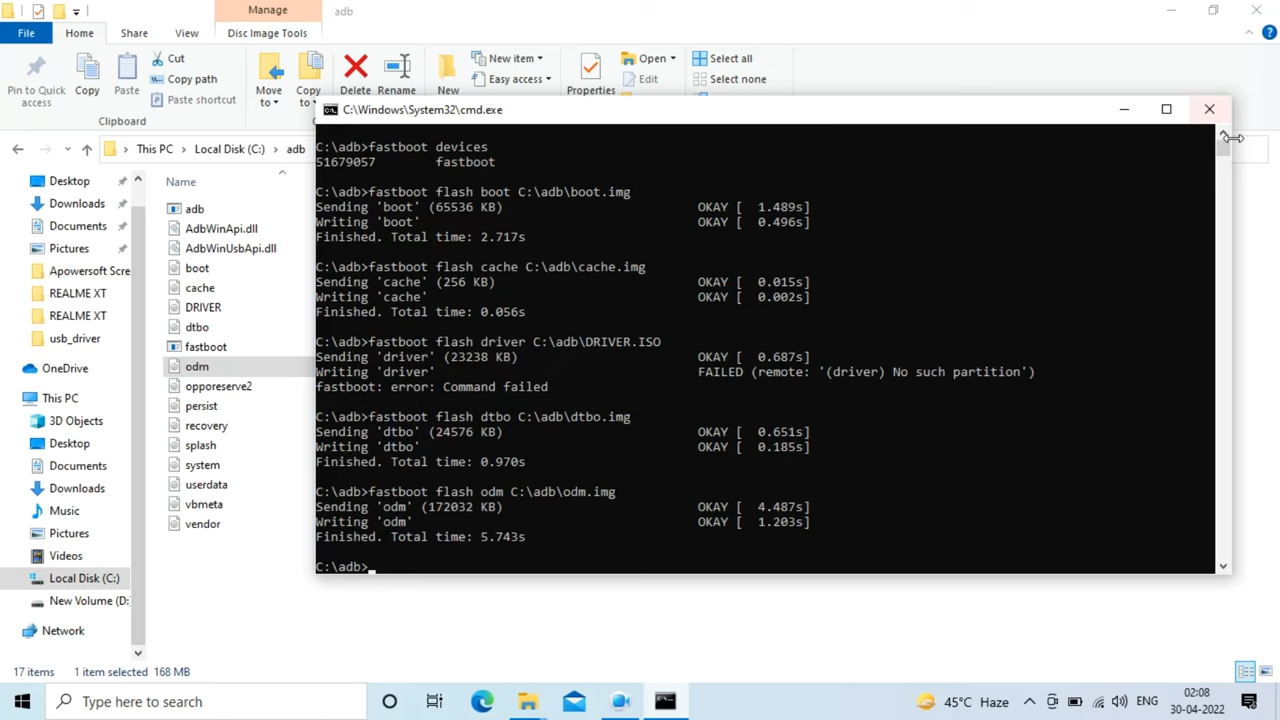 Manage
adb
File
Home
Share
View
Disc Image Tools
Pin to Quick access
Copy
Paste
Cut
Copy path
Paste shortcut
Clipboard
Move to
Copy to
Delete
Rename
New
New item
Easy access
Properties
Open
Edit
Select all
Select none
C:\Windows\System32\cmd.exe
This PC
Local Disk (C:)
adb
Desktop
Downloads
Documents
Pictures
Apowersoft Scre
REALME XT
REALME XT
usb_driver
OneDrive
This PC
3D Objects
Desktop
Documents
Downloads
Music
Pictures
Videos
Local Disk (C:)
New Volume (D:
Network
Name
adb
AdbWinApi.dll
AdbWinUsbApi.dll
boot
cache
DRIVER
dtbo
fastboot
odm
opporeserve2
persist
recovery
splash
system
userdata
vbmeta
vendor
C:\adb>fastboot devices
51679057 fastboot
C:\adb>fastboot flash boot C:\adb\boot.img
Sending 'boot' (65536 KB) OKAY [ 1.489s]
Writing 'boot' OKAY [ 0.496s]
Finished. Total time: 2.717s
C:\adb>fastboot flash cache C:\adb\cache.img
Sending 'cache' (256 KB) OKAY [ 0.015s]
Writing 'cache' OKAY [ 0.002s]
Finished. Total time: 0.056s
C:\adb>fastboot flash driver C:\adb\DRIVER.ISO
Sending 'driver' (23238 KB) OKAY [ 0.687s]
Writing 'driver' FAILED (remote: '(driver) No such partition')
fastboot: error: Command failed
C:\adb>fastboot flash dtbo C:\adb\dtbo.img
Sending 'dtbo' (24576 KB) OKAY [ 0.651s]
Writing 'dtbo' OKAY [ 0.185s]
Finished. Total time: 0.970s
C:\adb>fastboot flash odm C:\adb\odm.img
Sending 'odm' (172032 KB) OKAY [ 4.487s]
Writing 'odm' OKAY [ 1.203s]
Finished. Total time: 5.743s
C:\adb>_
17 items
1 item selected 168 MB
Type here to search
45°C Haze
ENG
02:08
30-04-2022